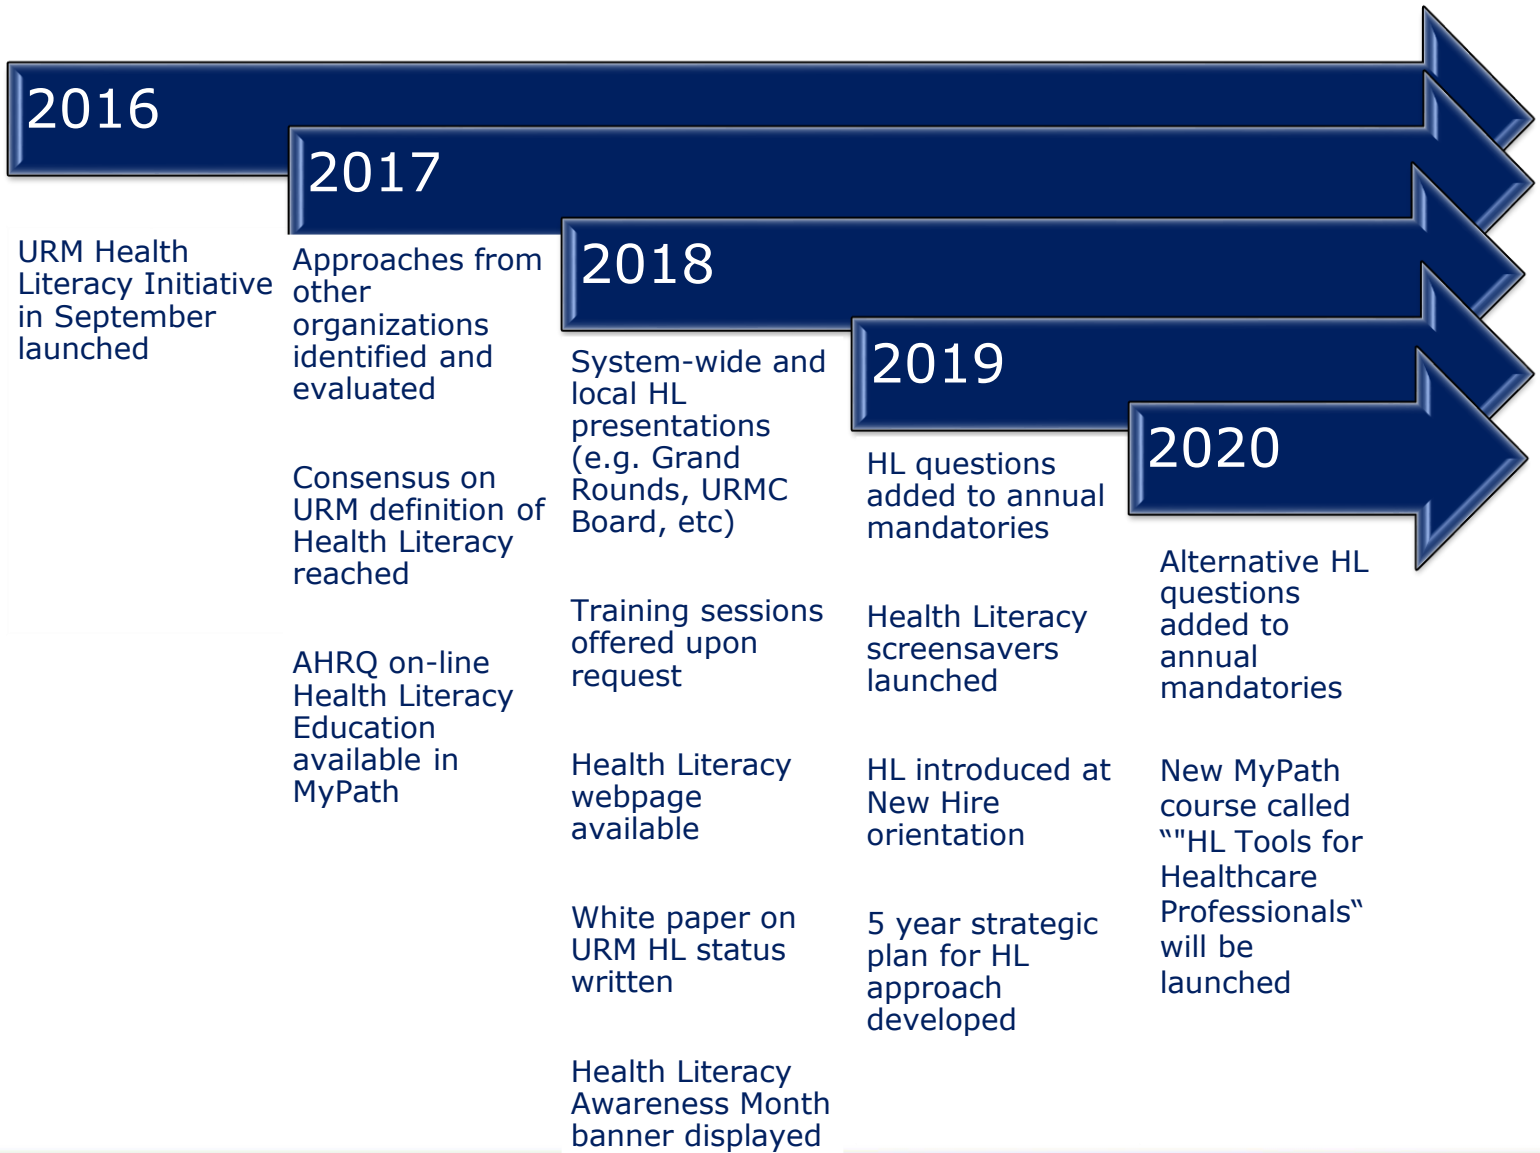 2016
URM Health
Literacy Initiative
in September
launched
2017
Approaches from
other
organizations
identified and
evaluated
Consensus on
URM definition of
Health Literacy
reached
AHRQ on-line
Health Literacy
Education
available in
MyPath
2018
System-wide and
local HL
presentations
(e.g. Grand
Rounds, URMC
Board, etc)
Training sessions
offered upon
request
Health Literacy
webpage
available
White paper on
URM HL status
written
Health Literacy
Awareness Month
banner displayed
2019
HL questions
added to annual
mandatories
Health Literacy
screensavers
launched
HL introduced at
New Hire
orientation
5 year strategic
plan for HL
approach
developed
2020
Alternative HL
questions
added to
annual
mandatories
New MyPath
course called
“"HL Tools for
Healthcare
Professionals“
will be
launched